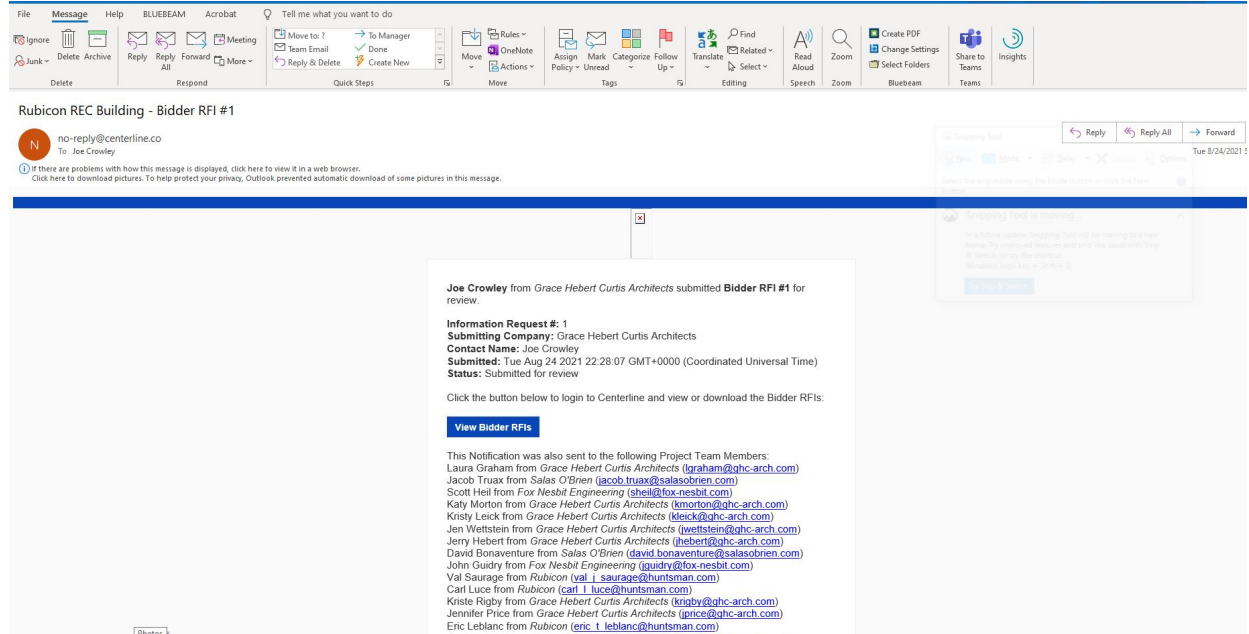 File Message Help BLUEBEAM Acrobat Tell me what you want to do
Ignore
Junk
Delete Archive
Delete
Reply Reply All Forward
Meeting
More
Respond
Move to: ? To Manager
Team Email Done
Reply & Delete Create New
Quick Steps
Move
Rules
OneNote
Actions
Move
Assign Policy Mark Unread Categorize Follow Up
Tags
Translate
Find
Related
Select
Editing
Read Aloud
Speech
Zoom
Zoom
Create PDF
Change Settings
Select Folders
Bluebeam
Share to Teams
Teams
Insights
Rubicon REC Building - Bidder RFI #1
N
no-reply@centerline.co
To Joe Crowley
Reply Reply All Forward
Tue 8/24/2021 5
If there are problems with how this message is displayed, click here to view it in a web browser.
Click here to download pictures. To help protect your privacy, Outlook prevented automatic download of some pictures in this message.
Snipping Tool
New Mode Delay Options
Snipping Tool is moving...
Joe Crowley from Grace Hebert Curtis Architects submitted Bidder RFI #1 for
review.
Information Request #: 1
Submitting Company: Grace Hebert Curtis Architects
Contact Name: Joe Crowley
Submitted: Tue Aug 24 2021 22:28:07 GMT+0000 (Coordinated Universal Time)
Status: Submitted for review
Click the button below to login to Centerline and view or download the Bidder RFIs:
View Bidder RFIs
This Notification was also sent to the following Project Team Members:
Laura Graham from Grace Hebert Curtis Architects (lgraham@ghc-arch.com)
Jacob Truax from Salas O'Brien (jacob.truax@salasobrien.com)
Scott Heil from Fox Nesbit Engineering (sheil@fox-nesbit.com)
Katy Morton from Grace Hebert Curtis Architects (kmorton@ghc-arch.com)
Kristy Leick from Grace Hebert Curtis Architects (kleick@ghc-arch.com)
Jen Wettstein from Grace Hebert Curtis Architects (jwettstein@ghc-arch.com)
Jerry Hebert from Grace Hebert Curtis Architects (jhebert@ghc-arch.com)
David Bonaventure from Salas O'Brien (david.bonaventure@salasobrien.com)
John Guidry from Fox Nesbit Engineering (jguidry@fox-nesbit.com)
Val Saurage from Rubicon (val_j_saurage@huntsman.com)
Carl Luce from Rubicon (carl_l_luce@huntsman.com)
Kriste Rigby from Grace Hebert Curtis Architects (krigby@ghc-arch.com)
Jennifer Price from Grace Hebert Curtis Architects (jprice@ghc-arch.com)
Eric Leblanc from Rubicon (eric_t_leblanc@huntsman.com)
Photos